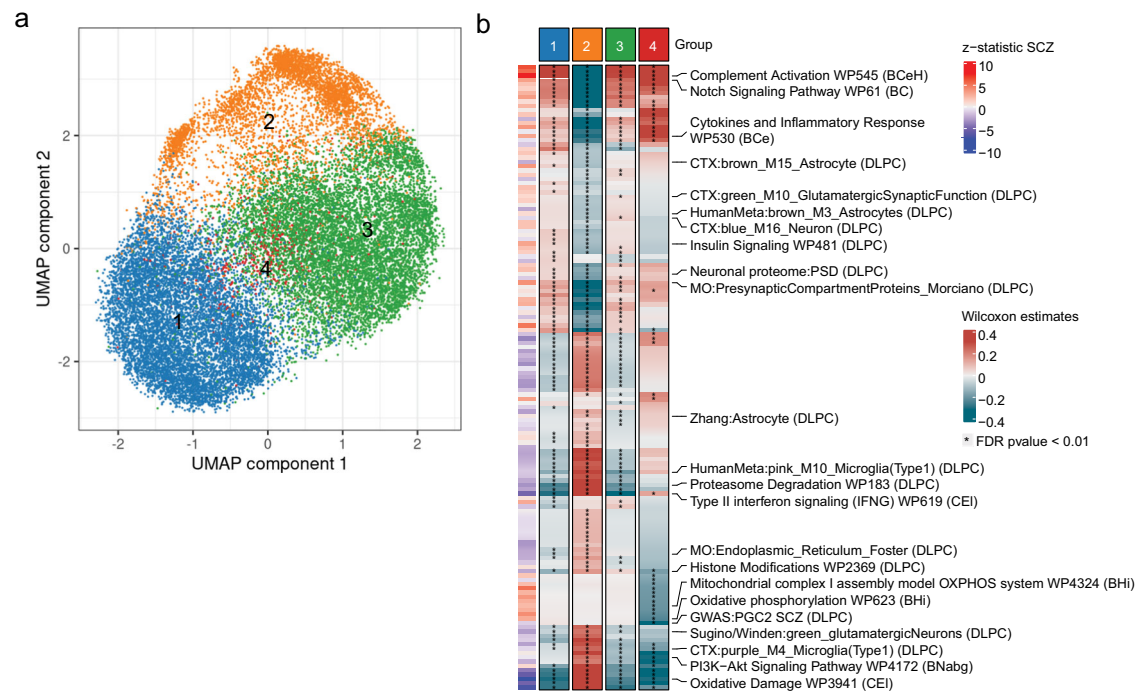 a
UMAP component 2
2
0
-2
-2
-1
0
1
2
UMAP component 1
2
3
4
1
b
1
2
3
4
Group
Complement Activation WP545 (BCeH)
Notch Signaling Pathway WP61 (BC)
Cytokines and Inflammatory Response
WP530 (BCe)
CTX:brown_M15_Astrocyte (DLPC)
CTX:green_M10_GlutamatergicSynapticFunction (DLPC)
HumanMeta:brown_M3_Astrocytes (DLPC)
CTX:blue_M16_Neuron (DLPC)
Insulin Signaling WP481 (DLPC)
Neuronal proteome:PSD (DLPC)
MO:PresynapticCompartmentProteins_Morciano (DLPC)
Zhang:Astrocyte (DLPC)
HumanMeta:pink_M10_Microglia(Type1) (DLPC)
Proteasome Degradation WP183 (DLPC)
Type II interferon signaling (IFNG) WP619 (CEl)
MO:Endoplasmic_Reticulum_Foster (DLPC)
Histone Modifications WP2369 (DLPC)
Mitochondrial complex I assembly model OXPHOS system WP4324 (BHi)
Oxidative phosphorylation WP623 (BHi)
GWAS:PGC2 SCZ (DLPC)
Sugino/Winden:green_glutamatergicNeurons (DLPC)
CTX:purple_M4_Microglia(Type1) (DLPC)
PI3K−Akt Signaling Pathway WP4172 (BNabg)
Oxidative Damage WP3941 (CEl)
z−statistic SCZ
10
5
0
−5
−10
Wilcoxon estimates
0.4
0.2
0
−0.2
−0.4
* FDR pvalue < 0.01